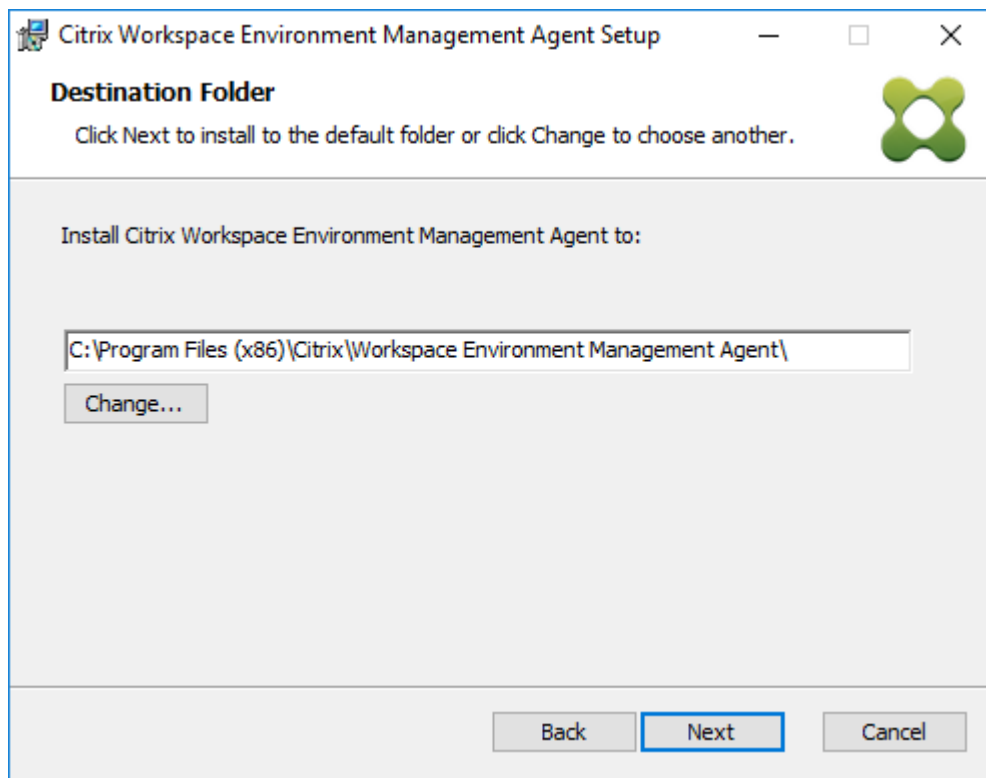 Citrix Workspace Environment Management Agent Setup
Destination Folder
Click Next to install to the default folder or click Change to choose another.
Install Citrix Workspace Environment Management Agent to:
C:\Program Files (x86)\Citrix\Workspace Environment Management Agent\
Change...
Back Next Cancel